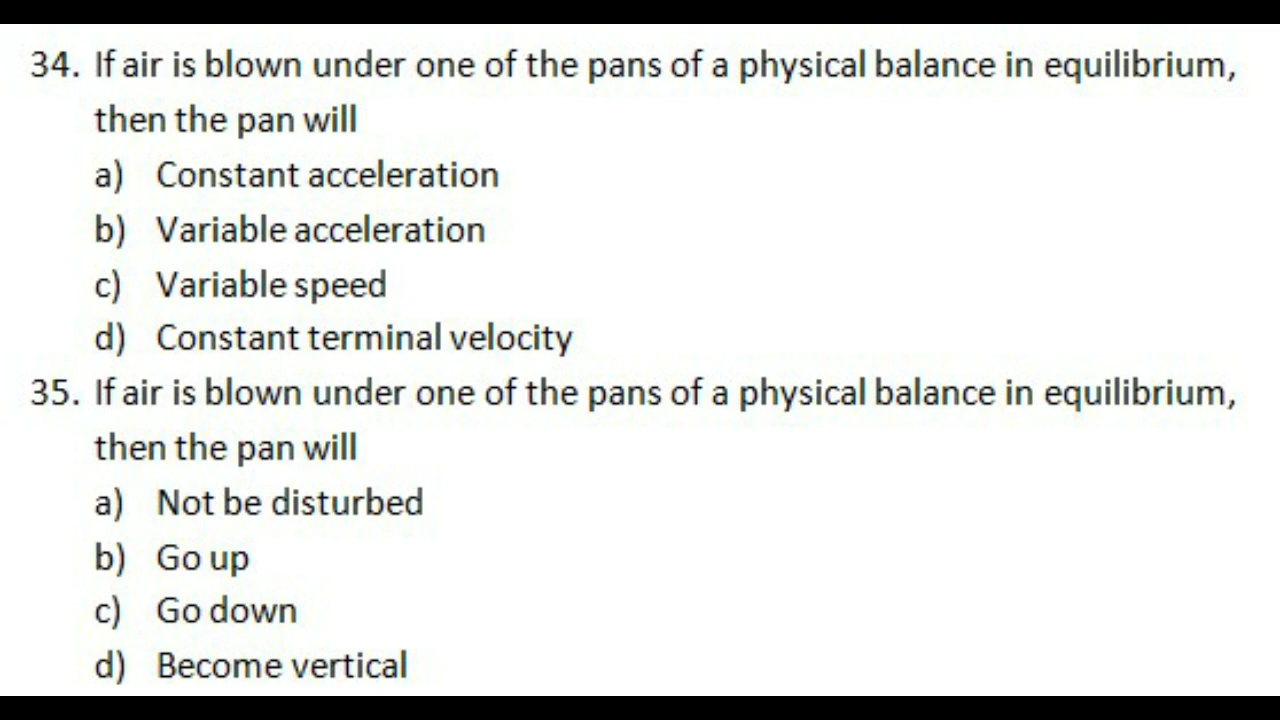 34. If air is blown under one of the pans of a physical balance in equilibrium,
then the pan will
a) Constant acceleration
b) Variable acceleration
c) Variable speed
d) Constant terminal velocity
35. If air is blown under one of the pans of a physical balance in equilibrium,
then the pan will
a) Not be disturbed
b) Go up
c) Go down
d) Become vertical